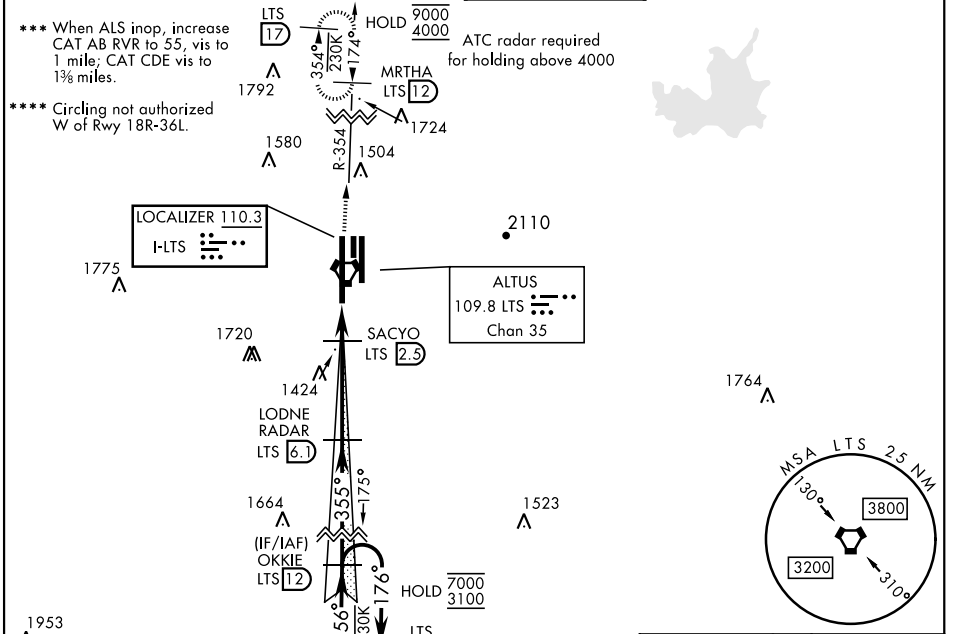 *** When ALS inop, increase
CAT AB RVR to 55, vis to
1 mile; CAT CDE vis to
1⅜ miles.
**** Circling not authorized
W of Rwy 18R-36L.
LTS
17
HOLD 9000
4000
ATC radar required
for holding above 4000
354°
230K
174°
1792
MRTHA
LTS 12
1724
1580
R-354
1504
LOCALIZER 110.3
I-LTS
2110
1775
ALTUS
109.8 LTS
Chan 35
1720
SACYO
LTS 2.5
1424
1764
LODNE
RADAR
LTS 6.1
355°
175°
MSA LTS 25 NM
130°
3800
3200
310°
1664
1523
(IF/IAF)
OKKIE
LTS 12
176°
HOLD 7000
3100
56°
30K
LTS
1953